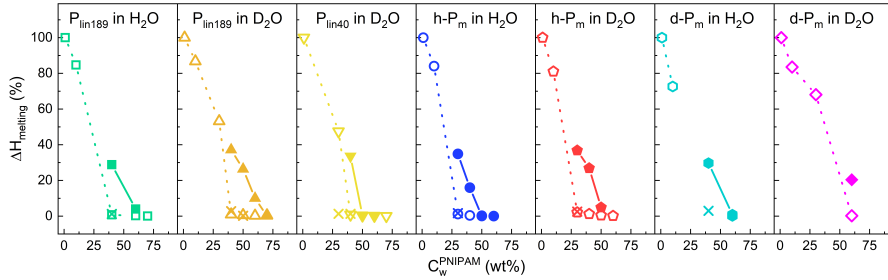 P_lin189 in H₂O P_lin189 in D₂O P_lin40 in D₂O h-P_m in H₂O h-P_m in D₂O d-P_m in H₂O d-P_m in D₂O
100
80
60
40
20
0
ΔH_melting (%)
0 25 50 75 0 25 50 75 0 25 50 75 0 25 50 75 0 25 50 75 0 25 50 75 0 25 50 75
C_w^PNIPAM (wt%)